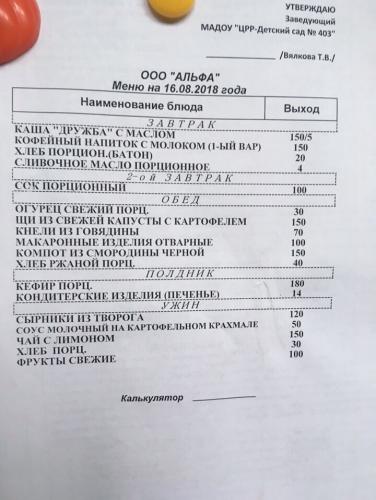 УТВЕРЖДАЮ
Заведующий
МАДОУ "ЦРР-Детский сад № 403"
/Вялкова Т.В./
ООО "АЛЬФА"
Меню на 16.08.2018 года
Наименование блюда Выход
ЗАВТРАК
КАША "ДРУЖБА" С МАСЛОМ 150/5
КОФЕЙНЫЙ НАПИТОК С МОЛОКОМ (1-ЫЙ ВАР) 150
ХЛЕБ ПОРЦИОН.(БАТОН) 20
СЛИВОЧНОЕ МАСЛО ПОРЦИОННОЕ 4
2-ой ЗАВТРАК
СОК ПОРЦИОННЫЙ 100
ОБЕД
ОГУРЕЦ СВЕЖИЙ ПОРЦ. 30
ЩИ ИЗ СВЕЖЕЙ КАПУСТЫ С КАРТОФЕЛЕМ 150
КНЕЛИ ИЗ ГОВЯДИНЫ 70
МАКАРОННЫЕ ИЗДЕЛИЯ ОТВАРНЫЕ 100
КОМПОТ ИЗ СМОРОДИНЫ ЧЕРНОЙ 150
ХЛЕБ РЖАНОЙ ПОРЦ. 40
ПОЛДНИК
КЕФИР ПОРЦ. 180
КОНДИТЕРСКИЕ ИЗДЕЛИЯ (ПЕЧЕНЬЕ) 14
УЖИН
СЫРНИКИ ИЗ ТВОРОГА 120
СОУС МОЛОЧНЫЙ НА КАРТОФЕЛЬНОМ КРАХМАЛЕ 50
ЧАЙ С ЛИМОНОМ 150
ХЛЕБ ПОРЦ. 30
ФРУКТЫ СВЕЖИЕ 100
Калькулятор